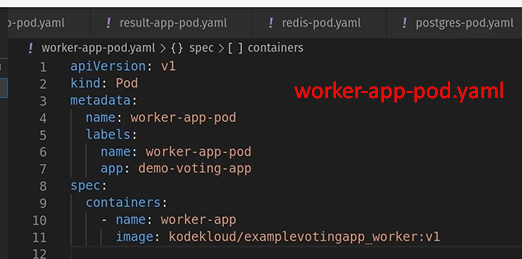 p-pod.yaml ! result-app-pod.yaml ! redis-pod.yaml ! postgres-pod.yaml
! worker-app-pod.yaml > {} spec > [ ] containers
1 apiVersion: v1
2 kind: Pod
worker-app-pod.yaml
3 metadata:
4 name: worker-app-pod
5 labels:
6 name: worker-app-pod
7 app: demo-voting-app
8 spec:
9 containers:
10 - name: worker-app
11 image: kodekloud/examplevotingapp_worker:v1
12